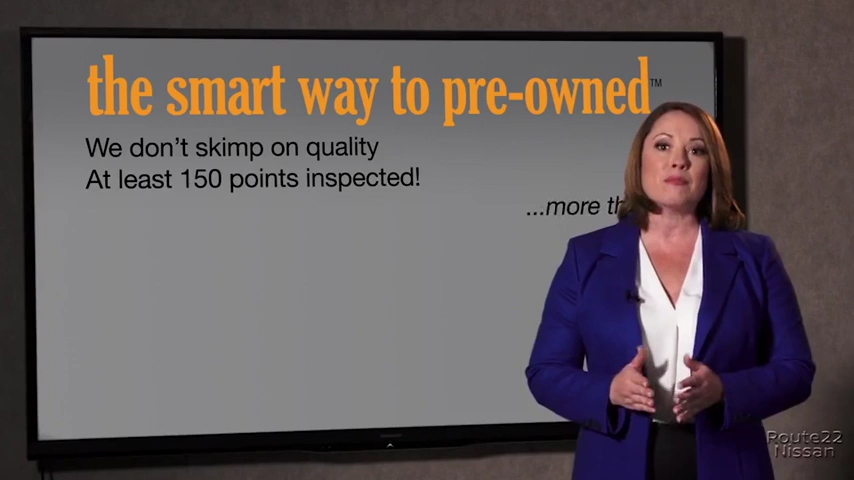 the smart way to pre-owned™
We don't skimp on quality
At least 150 points inspected!
...more
Route22
Nissan